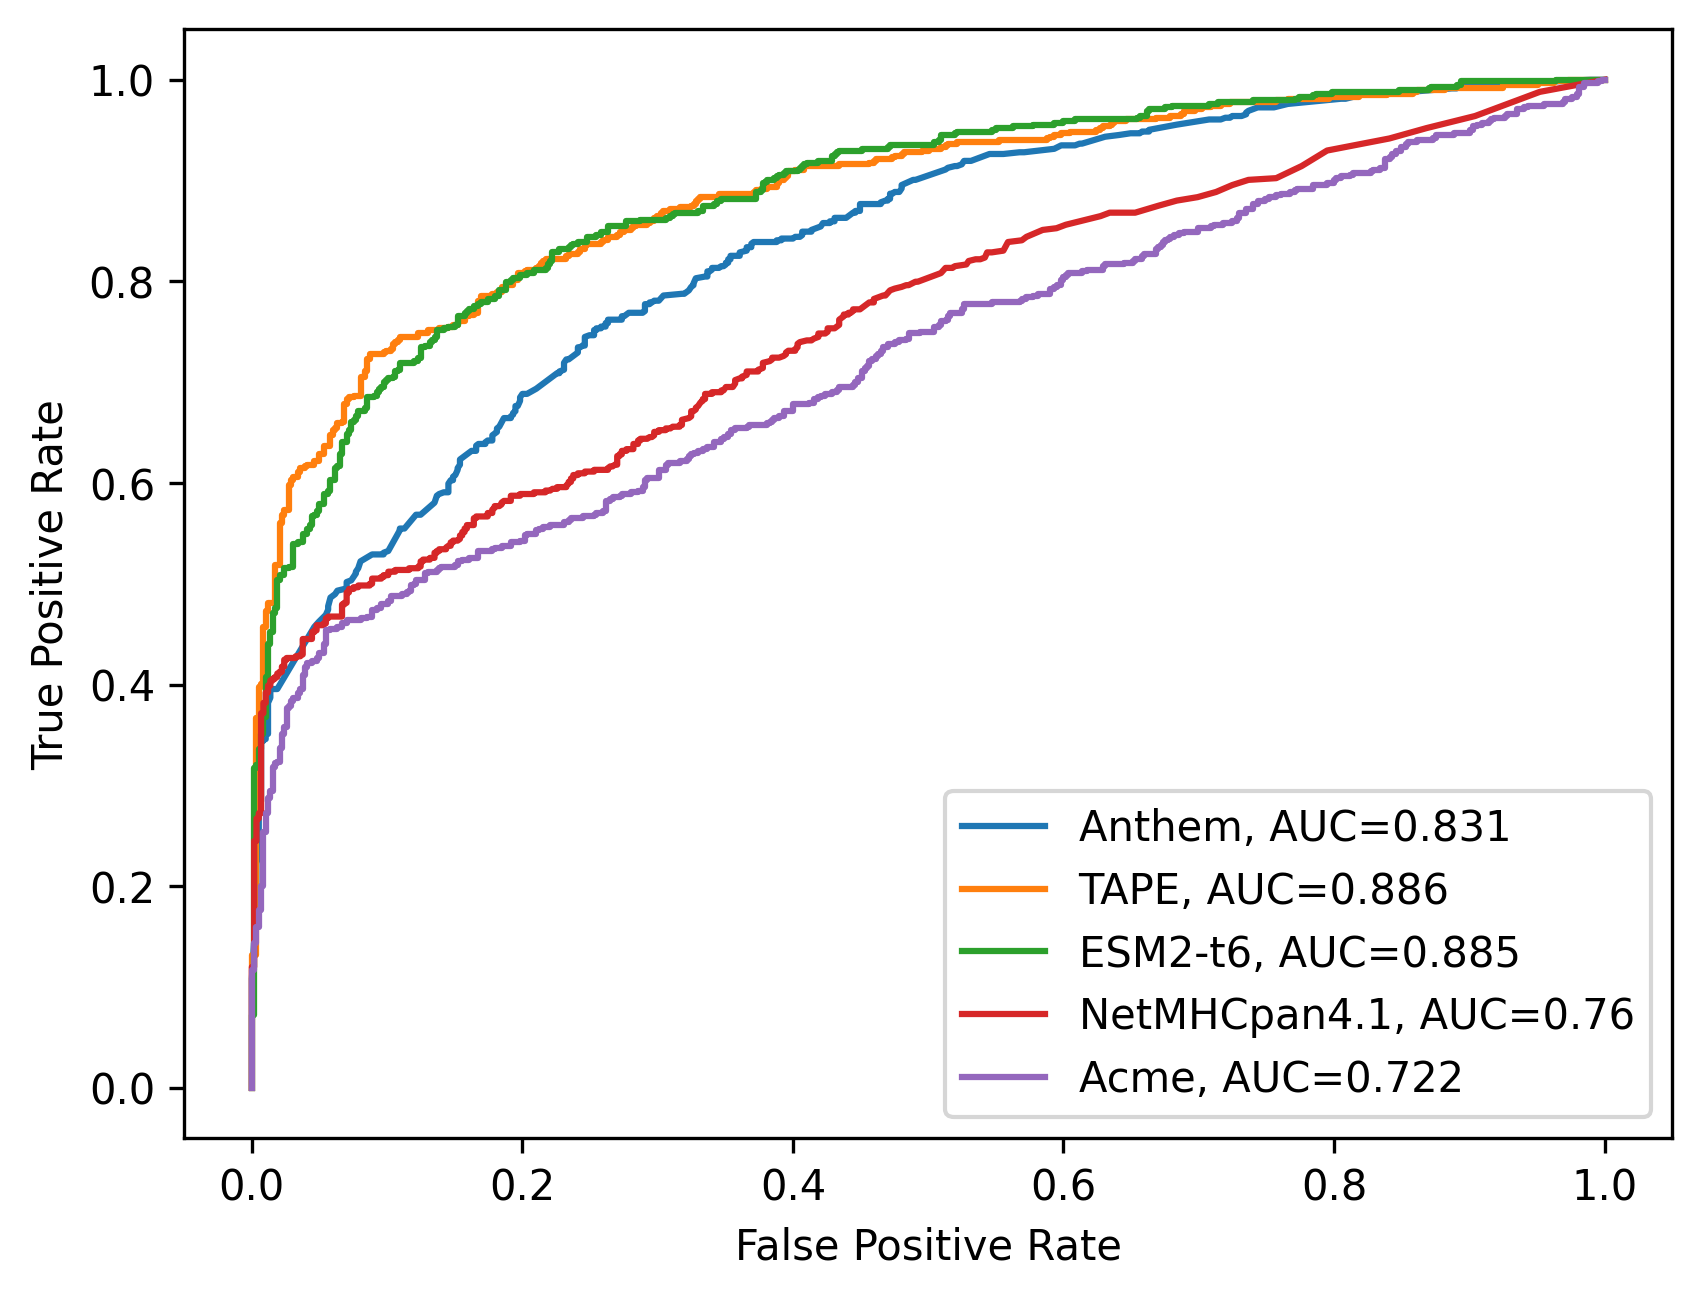 1.0
0.8
0.6
0.4
0.2
0.0
True Positive Rate
Anthem, AUC=0.831
TAPE, AUC=0.886
ESM2-t6, AUC=0.885
NetMHCpan4.1, AUC=0.76
Acme, AUC=0.722
0.0 0.2 0.4 0.6 0.8 1.0
False Positive Rate